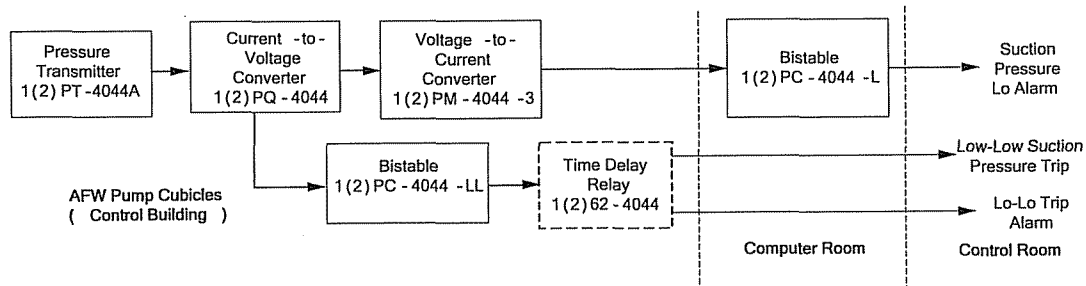 Pressure
Transmitter
1(2)PT-4044A
Current -to-
Voltage
Converter
1(2)PQ-4044
Voltage -to-
Current
Converter
1(2)PM-4044 -3
Bistable
1(2)PC-4044 -L
Suction
Pressure
Lo Alarm
Bistable
1(2)PC-4044 -LL
Time Delay
Relay
1(2)62-4044
Low-Low Suction
Pressure Trip
Lo-Lo Trip
Alarm
AFW Pump Cubicles
( Control Building )
Computer Room
Control Room